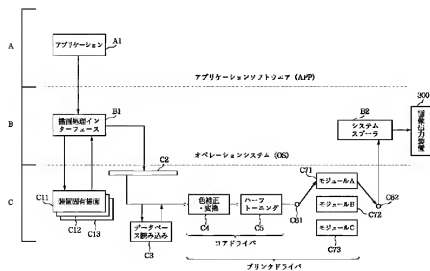 A
アプリケーション
A1
アプリケーションソフトウェア (APP)
B
描画処理インターフェース
B1
B2
システム
スプーラ
300
オペレーションシステム (OS)
C
C2
C11
装置固有描画
C12
C13
データベース読み込み
C3
色補正・変換
C4
ハーフトーニング
C5
C61
C71
モジュールA
モジュールB
C72
モジュールC
C73
C62
コアドライバ
プリンタドライバ